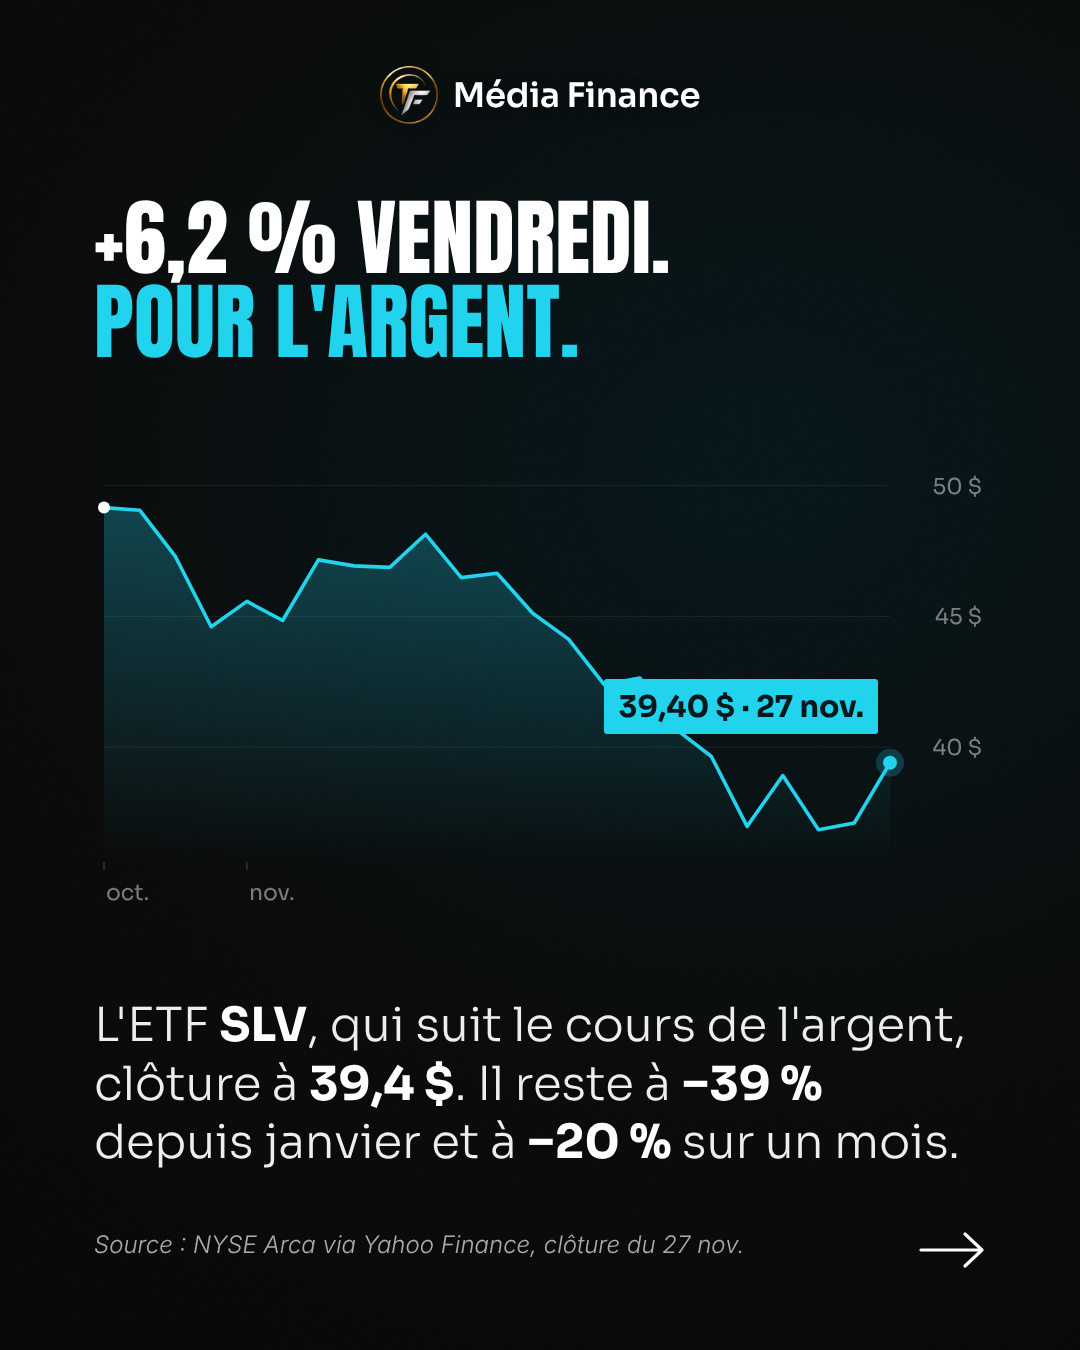 TF Média Finance
+6,2 % VENDREDI.
POUR L'ARGENT.
50 $
45 $
39,40 $ · 27 nov.
40 $
oct. nov.
L'ETF SLV, qui suit le cours de l'argent,
clôture à 39,4 $. Il reste à −39 %
depuis janvier et à −20 % sur un mois.
Source : NYSE Arca via Yahoo Finance, clôture du 27 nov.